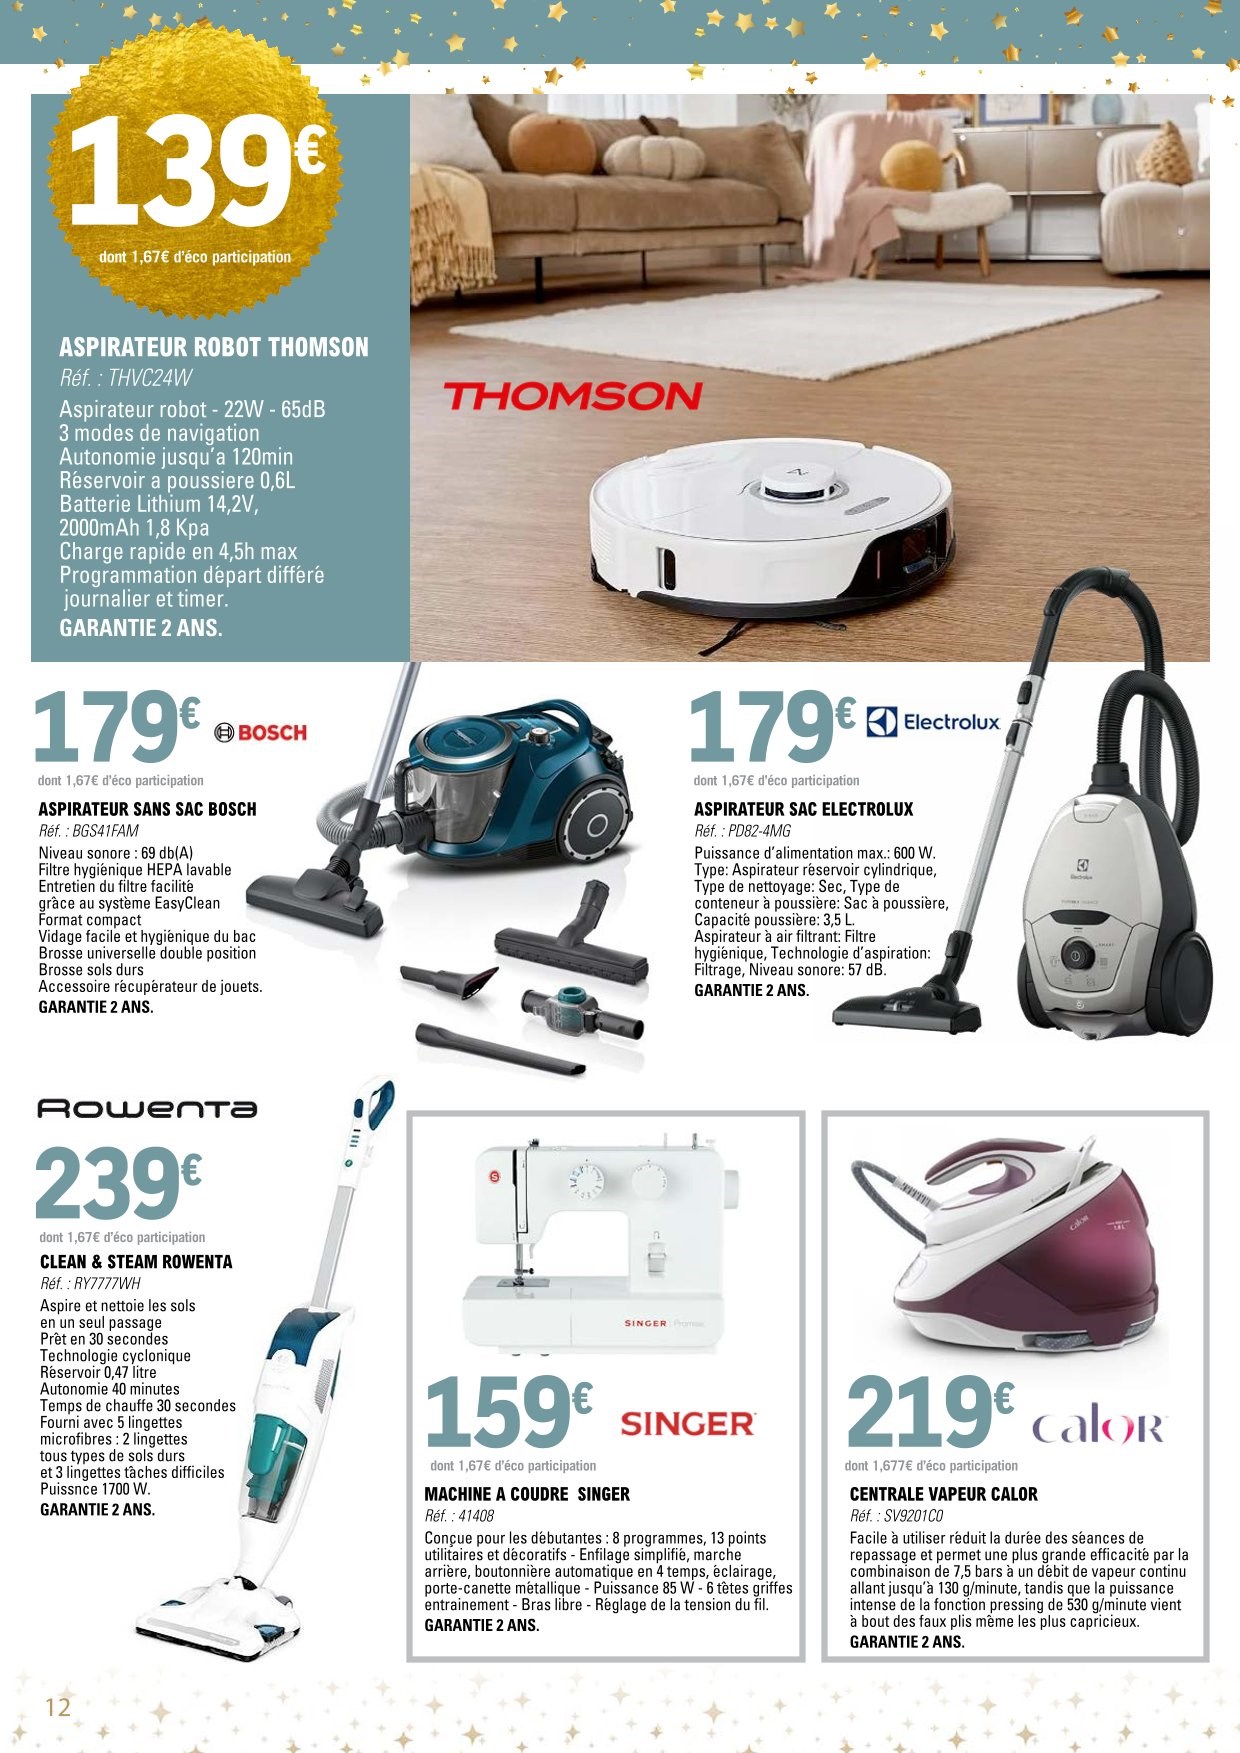 139€
dont 1,67€ d'éco participation
ASPIRATEUR ROBOT THOMSON
Réf. : THVC24W
Aspirateur robot - 22W - 65dB
3 modes de navigation
Autonomie jusqu'a 120min
Réservoir a poussiere 0,6L
Batterie Lithium 14,2V,
2000mAh 1,8 Kpa
Charge rapide en 4,5h max
Programmation départ différé
journalier et timer.
GARANTIE 2 ANS.
THOMSON
179€
BOSCH
dont 1,67€ d'éco participation
ASPIRATEUR SANS SAC BOSCH
Réf. : BGS41FAM
Niveau sonore : 69 db(A)
Filtre hygiénique HEPA lavable
Entretien du filtre facilité
grâce au système EasyClean
Format compact
Vidage facile et hygiénique du bac
Brosse universelle double position
Brosse sols durs
Accessoire récupérateur de jouets.
GARANTIE 2 ANS.
179€
Electrolux
dont 1,67€ d'éco participation
ASPIRATEUR SAC ELECTROLUX
Réf. : PD82-4MG
Puissance d'alimentation max.: 600 W.
Type: Aspirateur réservoir cylindrique,
Type de nettoyage: Sec, Type de
conteneur à poussière: Sac à poussière,
Capacité poussière: 3,5 L.
Aspirateur à air filtrant: Filtre
hygiénique, Technologie d'aspiration:
Filtrage, Niveau sonore: 57 dB.
GARANTIE 2 ANS.
Electrolux
ROWENTA
239€
dont 1,67€ d'éco participation
CLEAN & STEAM ROWENTA
Réf. : RY7777WH
Aspire et nettoie les sols
en un seul passage
Prêt en 30 secondes
Technologie cyclonique
Réservoir 0,47 litre
Autonomie 40 minutes
Temps de chauffe 30 secondes
Fourni avec 5 lingettes
microfibres : 2 lingettes
tous types de sols durs
et 3 lingettes tâches difficiles
Puissnce 1700 W.
GARANTIE 2 ANS.
S
SINGER Promise
159€
SINGER
dont 1,67€ d'éco participation
MACHINE A COUDRE SINGER
Réf. : 41408
Conçue pour les débutantes : 8 programmes, 13 points
utilitaires et décoratifs - Enfilage simplifié, marche
arrière, boutonnière automatique en 4 temps, éclairage,
porte-canette métallique - Puissance 85 W - 6 têtes griffes
entrainement - Bras libre - Réglage de la tension du fil.
GARANTIE 2 ANS.
calor
219€
calor
dont 1,677€ d'éco participation
CENTRALE VAPEUR CALOR
Réf. : SV9201C0
Facile à utiliser réduit la durée des séances de
repassage et permet une plus grande efficacité par la
combinaison de 7,5 bars à un débit de vapeur continu
allant jusqu'à 130 g/minute, tandis que la puissance
intense de la fonction pressing de 530 g/minute vient
à bout des faux plis même les plus capricieux.
GARANTIE 2 ANS.
12